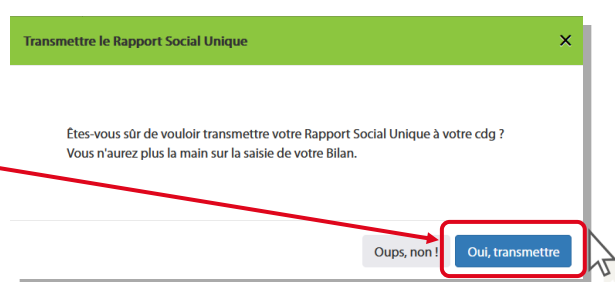 Transmettre le Rapport Social Unique ×
Êtes-vous sûr de vouloir transmettre votre Rapport Social Unique à votre cdg ?
Vous n'aurez plus la main sur la saisie de votre Bilan.
Oups, non ! Oui, transmettre